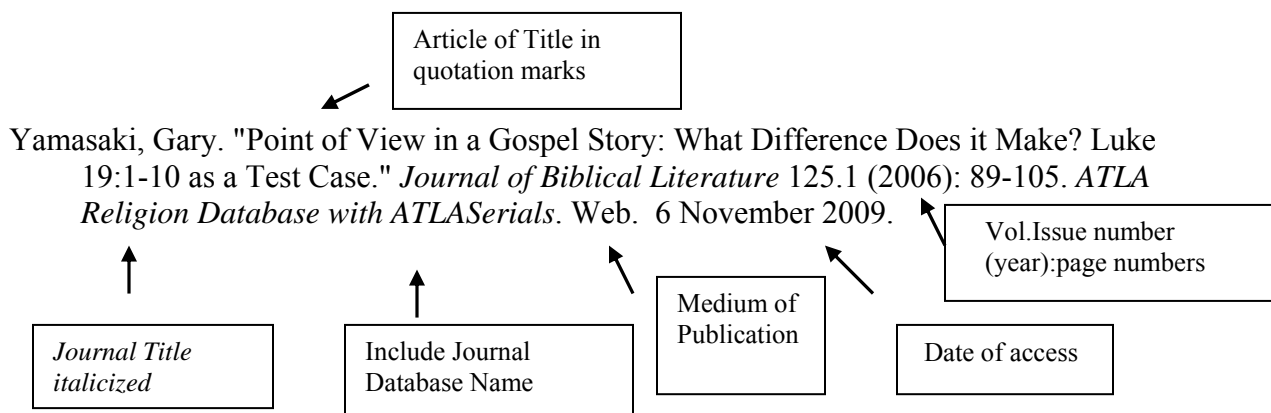 Article of Title in
quotation marks
Yamasaki, Gary. "Point of View in a Gospel Story: What Difference Does it Make? Luke
19:1-10 as a Test Case." Journal of Biblical Literature 125.1 (2006): 89-105. ATLA
Religion Database with ATLASerials. Web.  6 November 2009.
Vol.Issue number
(year):page numbers
Medium of
Publication
Journal Title
italicized
Include Journal
Database Name
Date of access